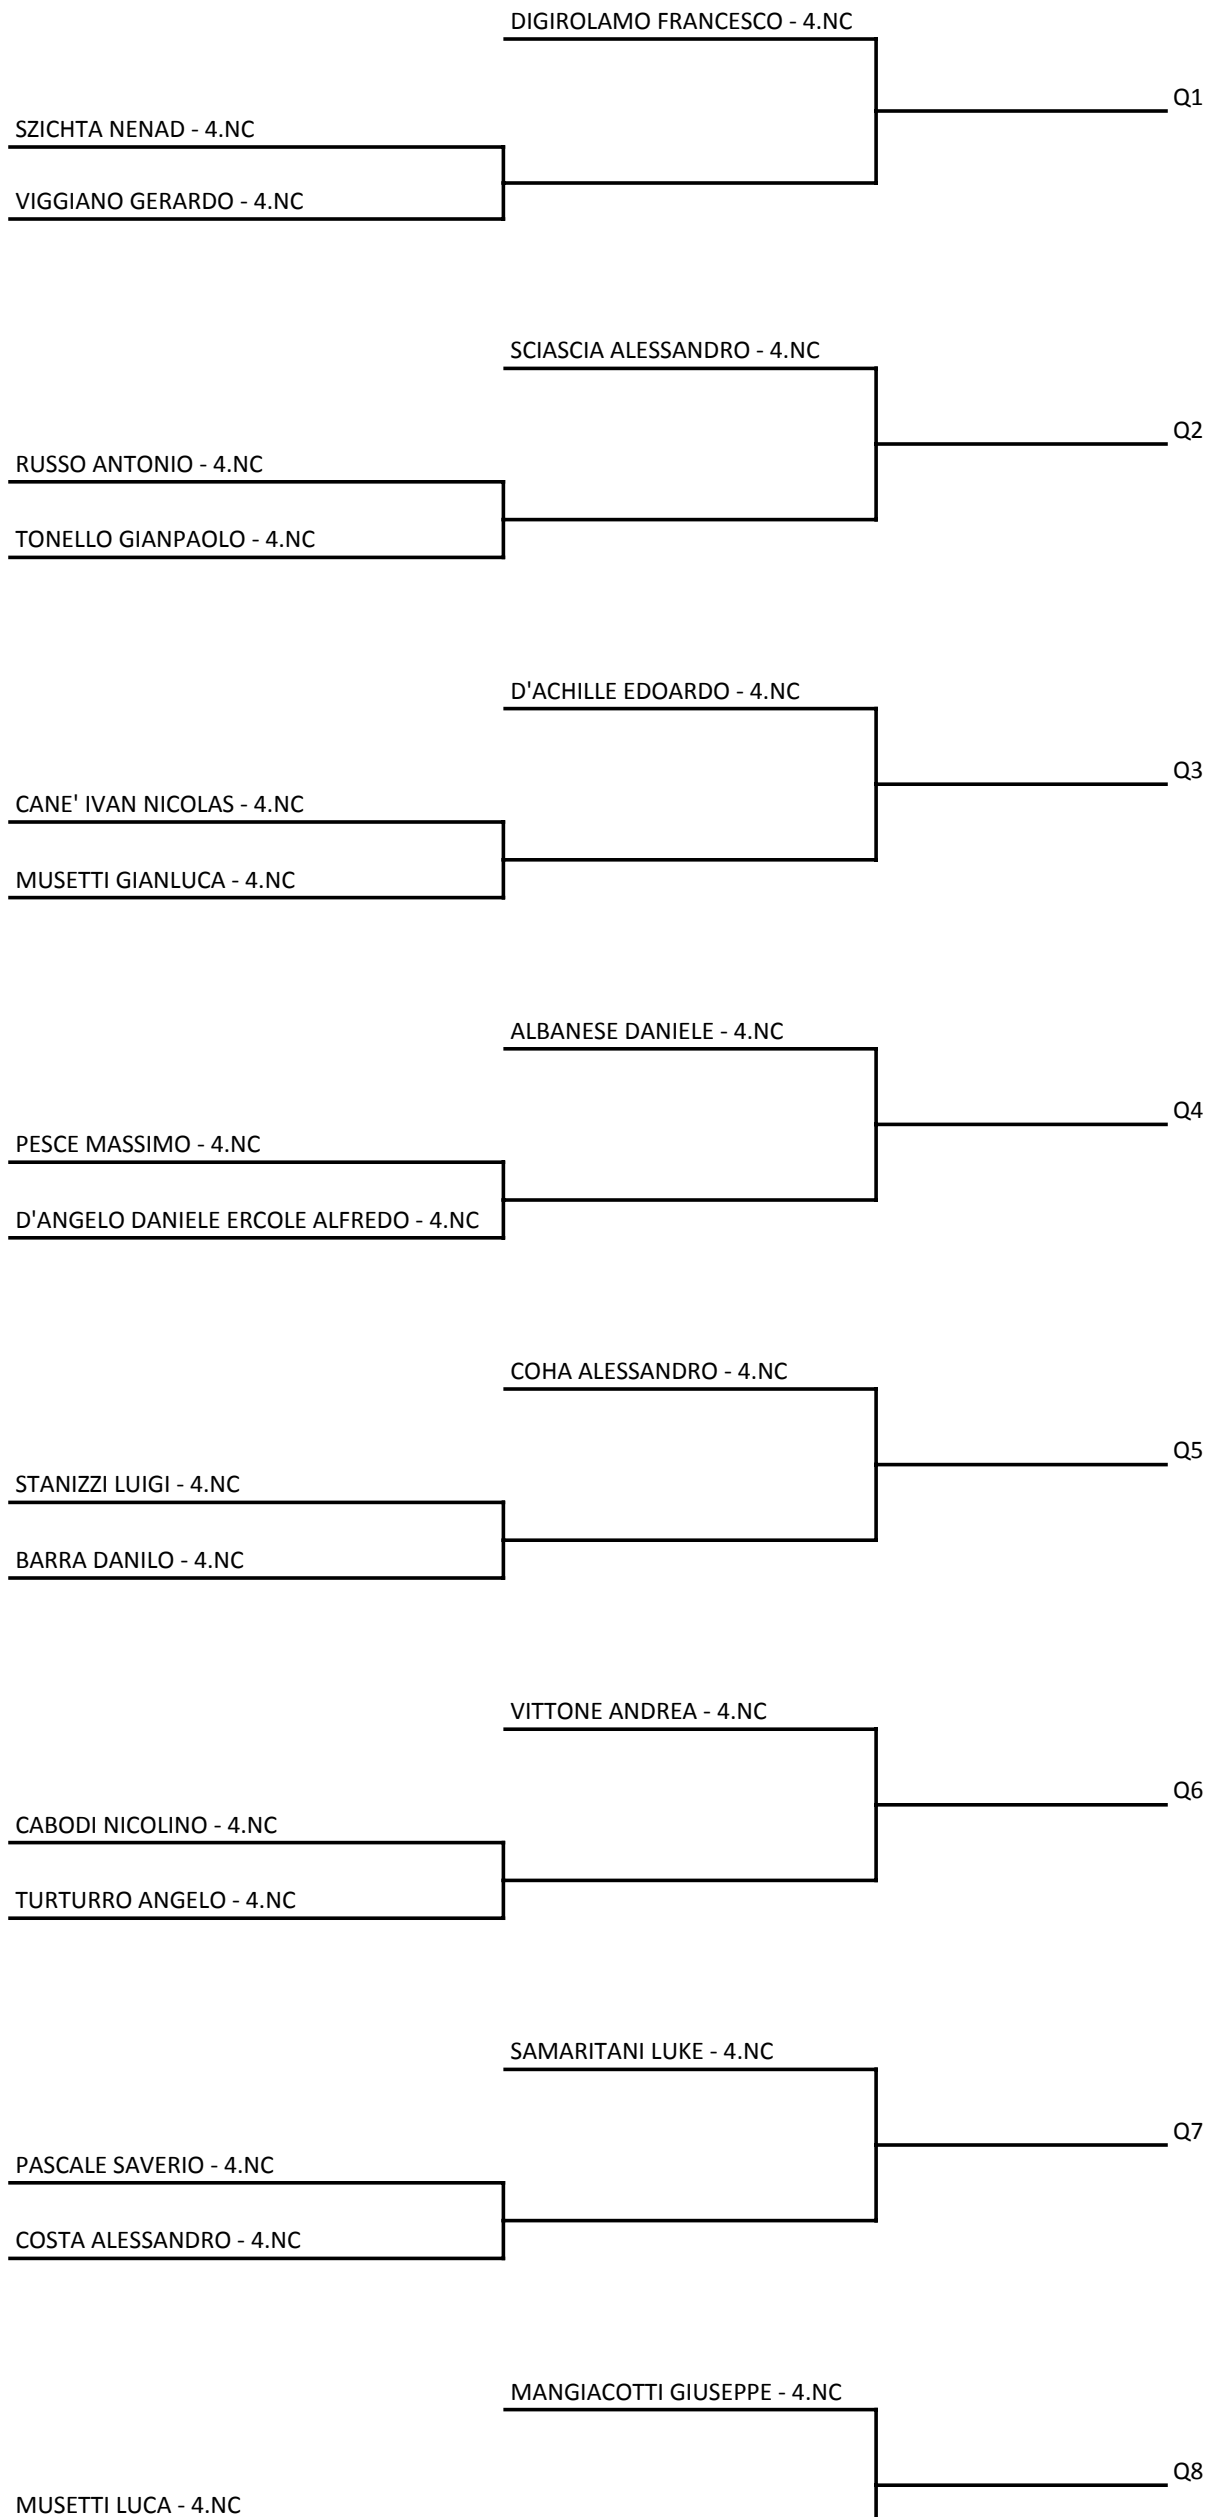 DIGIROLAMO FRANCESCO - 4.NC
Q1
SZICHTA NENAD - 4.NC
VIGGIANO GERARDO - 4.NC
SCIASCIA ALESSANDRO - 4.NC
Q2
RUSSO ANTONIO - 4.NC
TONELLO GIANPAOLO - 4.NC
D'ACHILLE EDOARDO - 4.NC
Q3
CANE' IVAN NICOLAS - 4.NC
MUSETTI GIANLUCA - 4.NC
ALBANESE DANIELE - 4.NC
Q4
PESCE MASSIMO - 4.NC
D'ANGELO DANIELE ERCOLE ALFREDO - 4.NC
COHA ALESSANDRO - 4.NC
Q5
STANIZZI LUIGI - 4.NC
BARRA DANILO - 4.NC
VITTONE ANDREA - 4.NC
Q6
CABODI NICOLINO - 4.NC
TURTURRO ANGELO - 4.NC
SAMARITANI LUKE - 4.NC
Q7
PASCALE SAVERIO - 4.NC
COSTA ALESSANDRO - 4.NC
MANGIACOTTI GIUSEPPE - 4.NC
Q8
MUSETTI LUCA - 4.NC